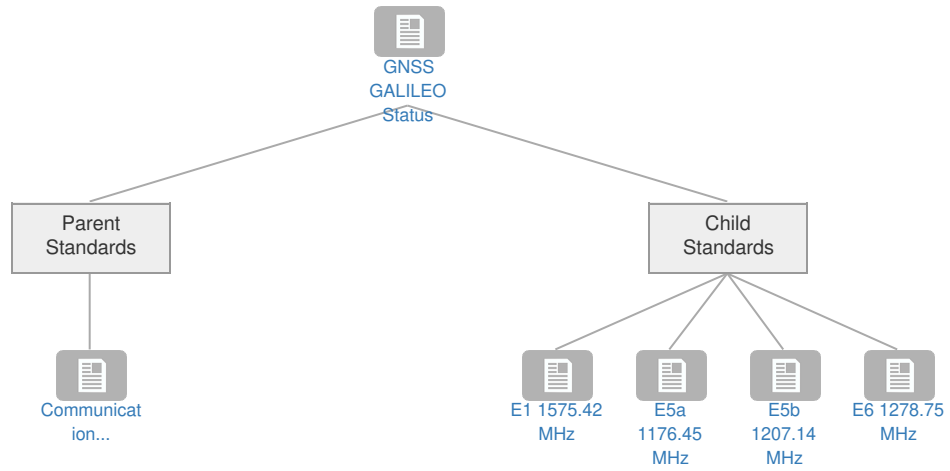 GNSS
GALILEO
Status
Parent
Standards
Child
Standards
Communicat
ion...
E1 1575.42
MHz
E5a
1176.45
MHz
E5b
1207.14
MHz
E6 1278.75
MHz